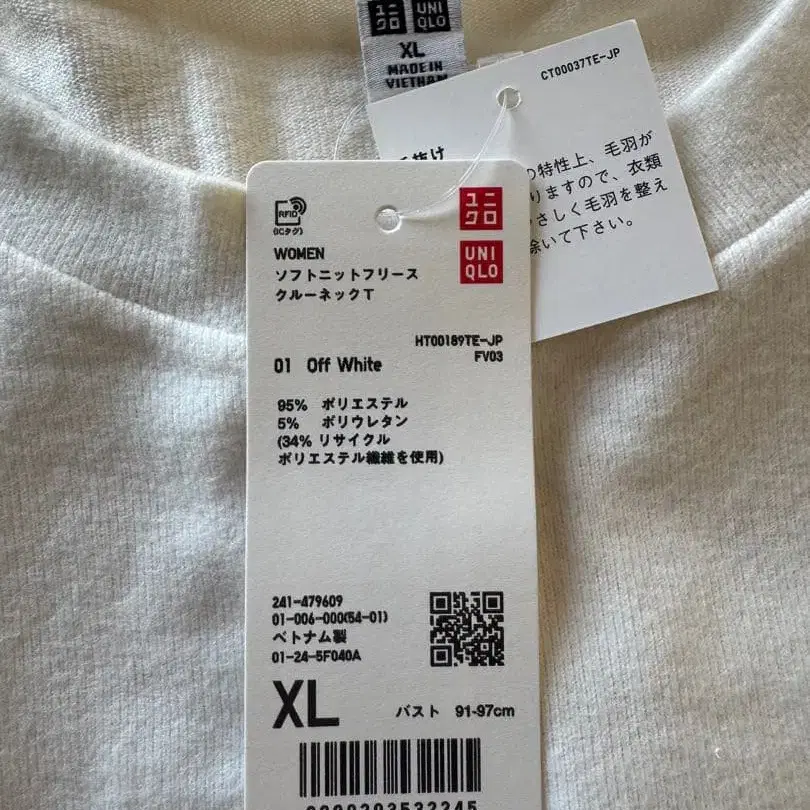 ユニ UNI
クロ QLO
XL
MADE IN
VIETNAM
CT00037TE-JP
の特性上、毛羽が
りますので、衣類
さしく毛羽を整え
除いて下さい。
RFID
(ICタグ)
ユニ
クロ
UNI
QLO
WOMEN
ソフトニットフリース
クルーネックT
HT00189TE-JP
FV03
01 Off White
95% ポリエステル
5% ポリウレタン
(34% リサイクル
ポリエステル繊維を使用)
241-479609
01-006-000(54-01)
ベトナム製
01-24-5F040A
XL
バスト 91-97cm